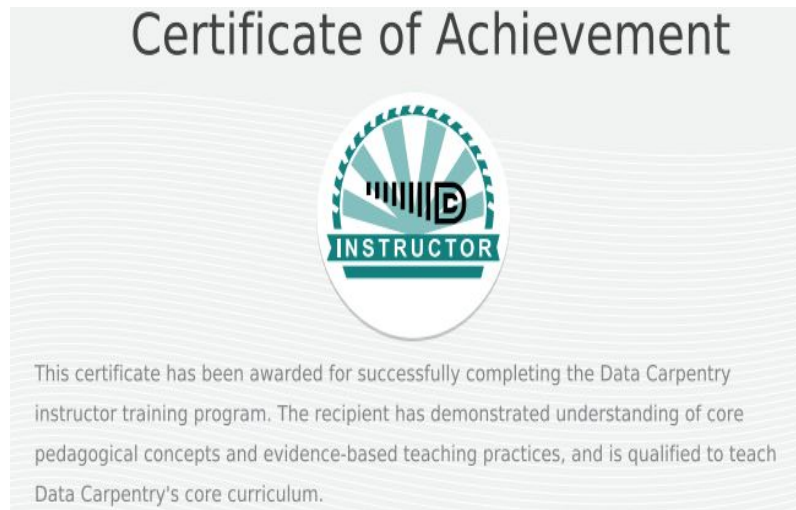 Certificate of Achievement
DC
INSTRUCTOR
This certificate has been awarded for successfully completing the Data Carpentry
instructor training program. The recipient has demonstrated understanding of core
pedagogical concepts and evidence-based teaching practices, and is qualified to teach
Data Carpentry's core curriculum.